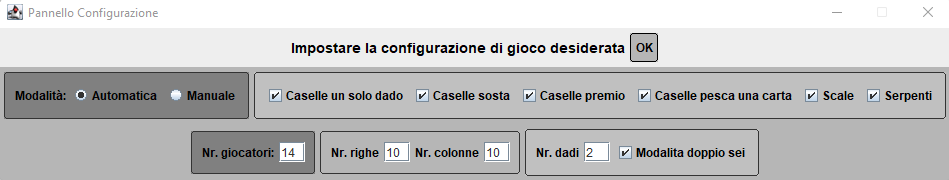 Pannello Configurazione
Impostare la configurazione di gioco desiderata OK
Modalità: Automatica Manuale Caselle un solo dado Caselle sosta Caselle premio Caselle pesca una carta Scale Serpenti
Nr. giocatori: 14 Nr. righe 10 Nr. colonne 10 Nr. dadi 2 Modalita doppio sei